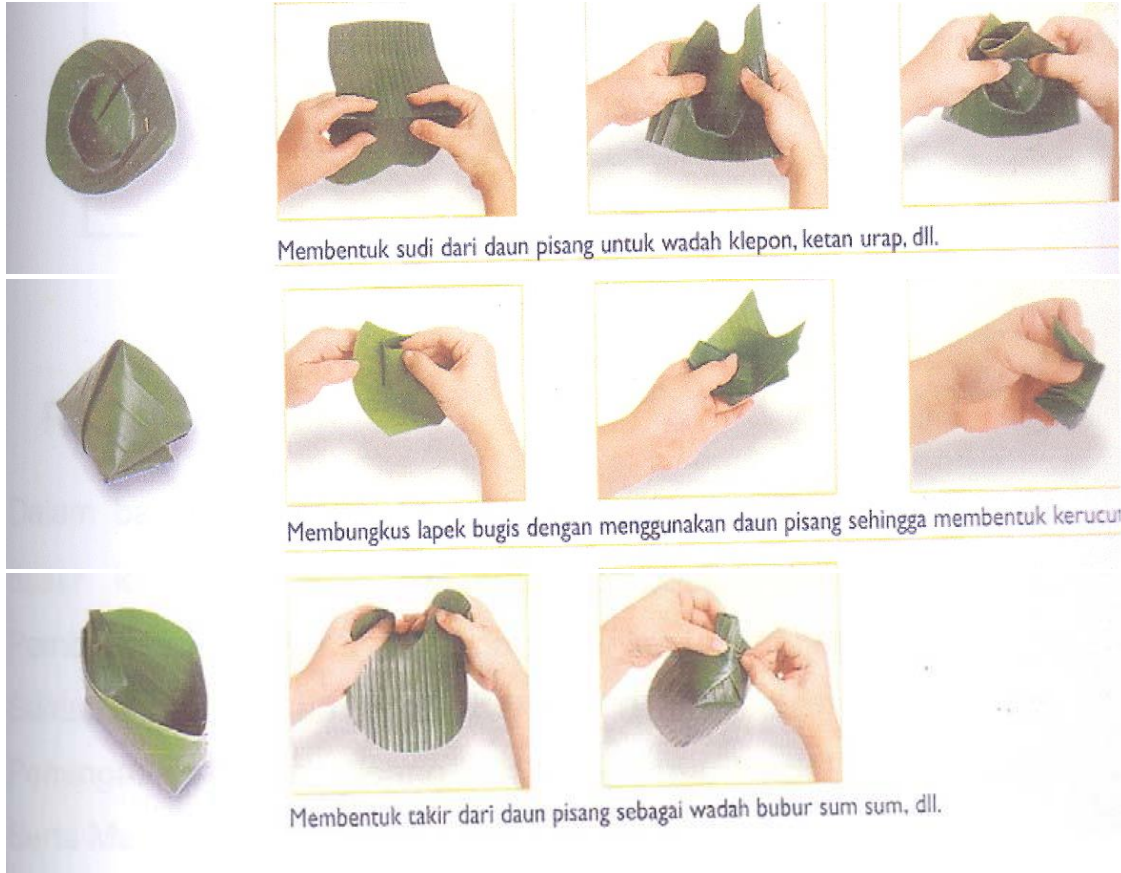 Membentuk sudi dari daun pisang untuk wadah klepon, ketan urap, dll.
Membungkus lapek bugis dengan menggunakan daun pisang sehingga membentuk kerucut
Membentuk takir dari daun pisang sebagai wadah bubur sum sum, dll.